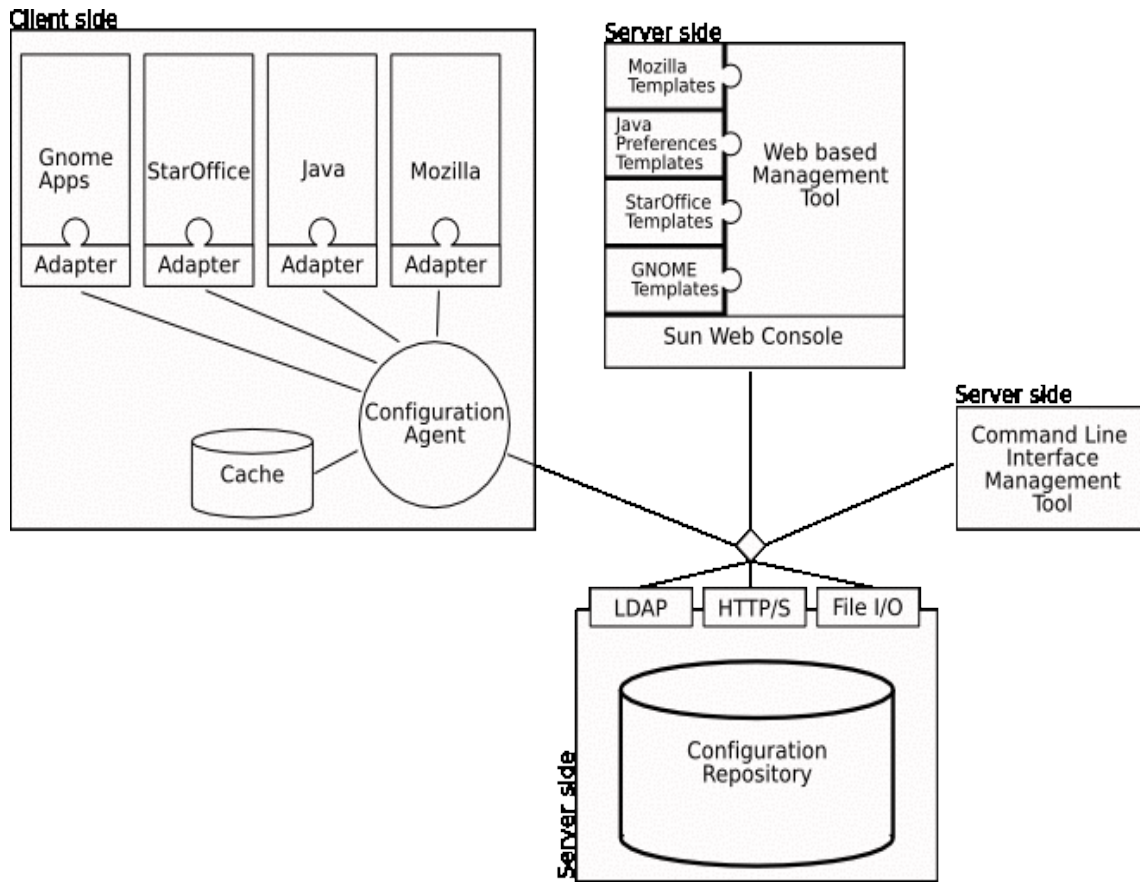 Client side
Gnome
Apps
StarOffice
Java
Mozilla
Adapter
Adapter
Adapter
Adapter
Configuration
Agent
Cache
Server side
Mozilla
Templates
Java
Preferences
Templates
StarOffice
Templates
GNOME
Templates
Web based
Management
Tool
Sun Web Console
Server side
Command Line
Interface
Management
Tool
LDAP
HTTP/S
File I/O
Server side
Configuration
Repository